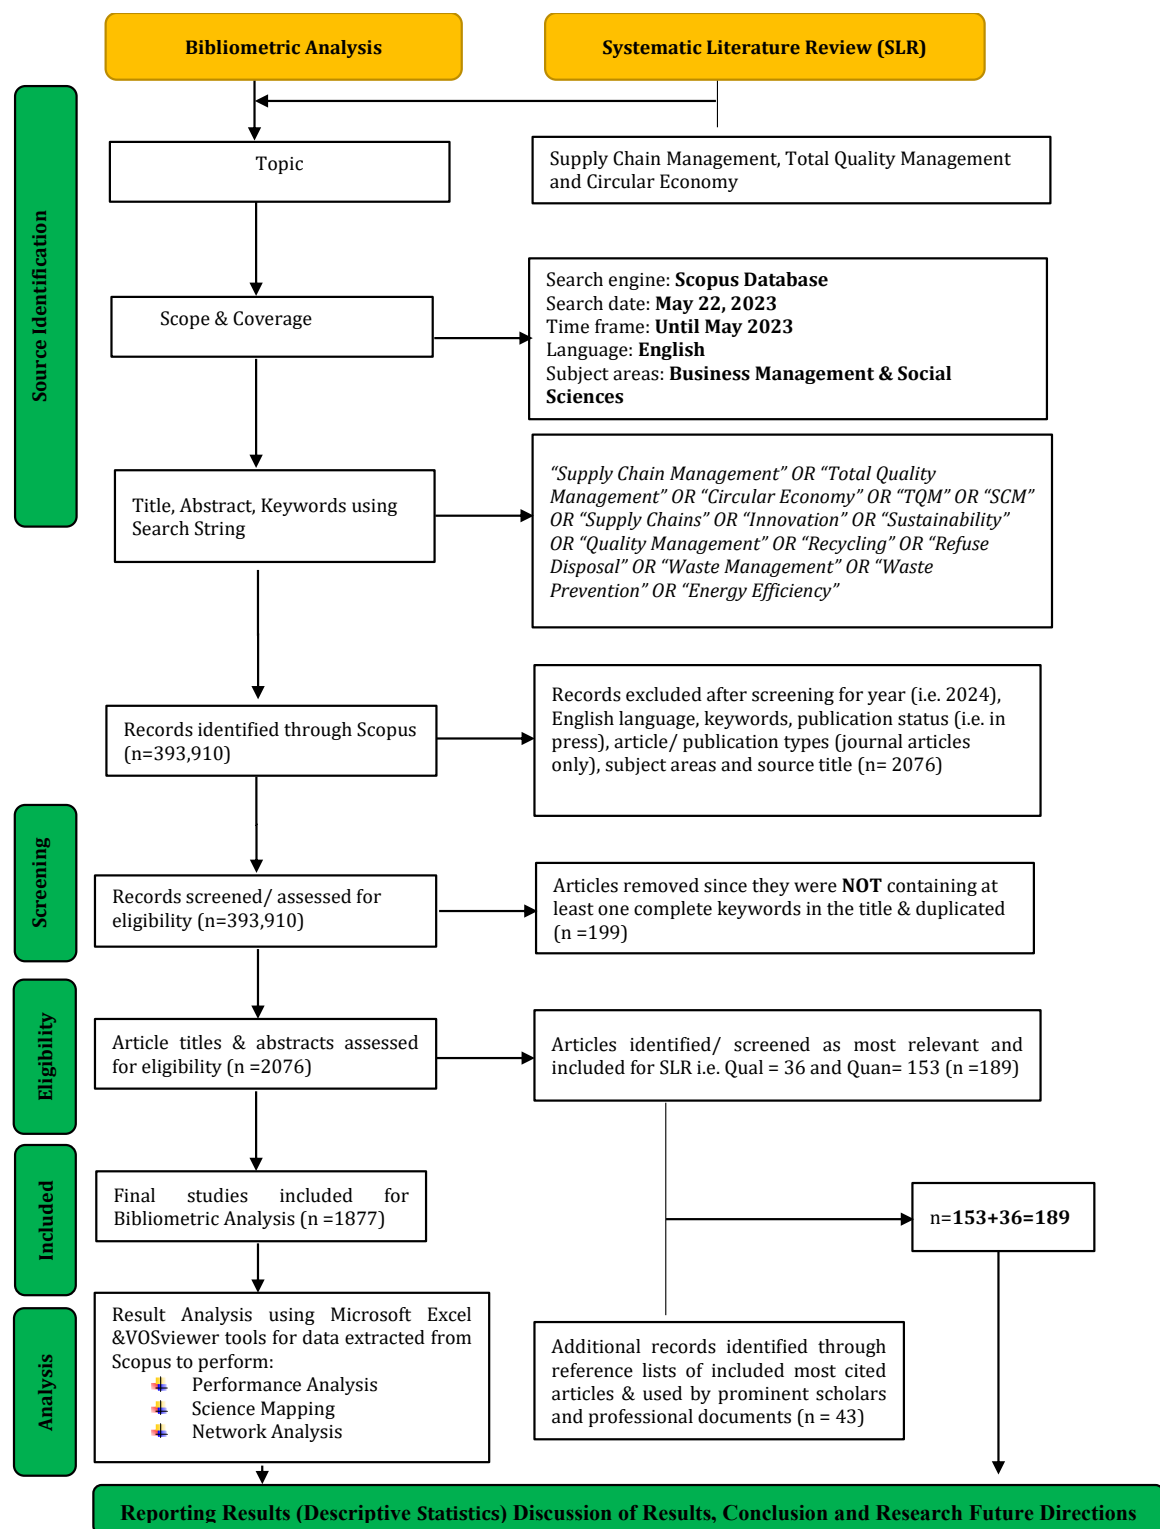 Bibliometric Analysis
Systematic Literature Review (SLR)
Source Identification
Topic
Supply Chain Management, Total Quality Management
and Circular Economy
Scope & Coverage
Search engine: Scopus Database
Search date: May 22, 2023
Time frame: Until May 2023
Language: English
Subject areas: Business Management & Social
Sciences
Title, Abstract, Keywords using
Search String
“Supply Chain Management” OR “Total Quality
Management” OR “Circular Economy” OR “TQM” OR “SCM”
OR “Supply Chains” OR “Innovation” OR “Sustainability”
OR “Quality Management” OR “Recycling” OR “Refuse
Disposal” OR “Waste Management” OR “Waste
Prevention” OR “Energy Efficiency”
Records identified through Scopus
(n=393,910)
Records excluded after screening for year (i.e. 2024),
English language, keywords, publication status (i.e. in
press), article/ publication types (journal articles
only), subject areas and source title (n= 2076)
Screening
Records screened/ assessed for
eligibility (n=393,910)
Articles removed since they were NOT containing at
least one complete keywords in the title & duplicated
(n =199)
Eligibility
Article titles & abstracts assessed
for eligibility (n =2076)
Articles identified/ screened as most relevant and
included for SLR i.e. Qual = 36 and Quan= 153 (n =189)
Included
Final studies included for
Bibliometric Analysis (n =1877)
n=153+36=189
Analysis
Result Analysis using Microsoft Excel
&VOSviewer tools for data extracted from
Scopus to perform:
Performance Analysis
Science Mapping
Network Analysis
Additional records identified through
reference lists of included most cited
articles & used by prominent scholars
and professional documents (n = 43)
Reporting Results (Descriptive Statistics) Discussion of Results, Conclusion and Research Future Directions